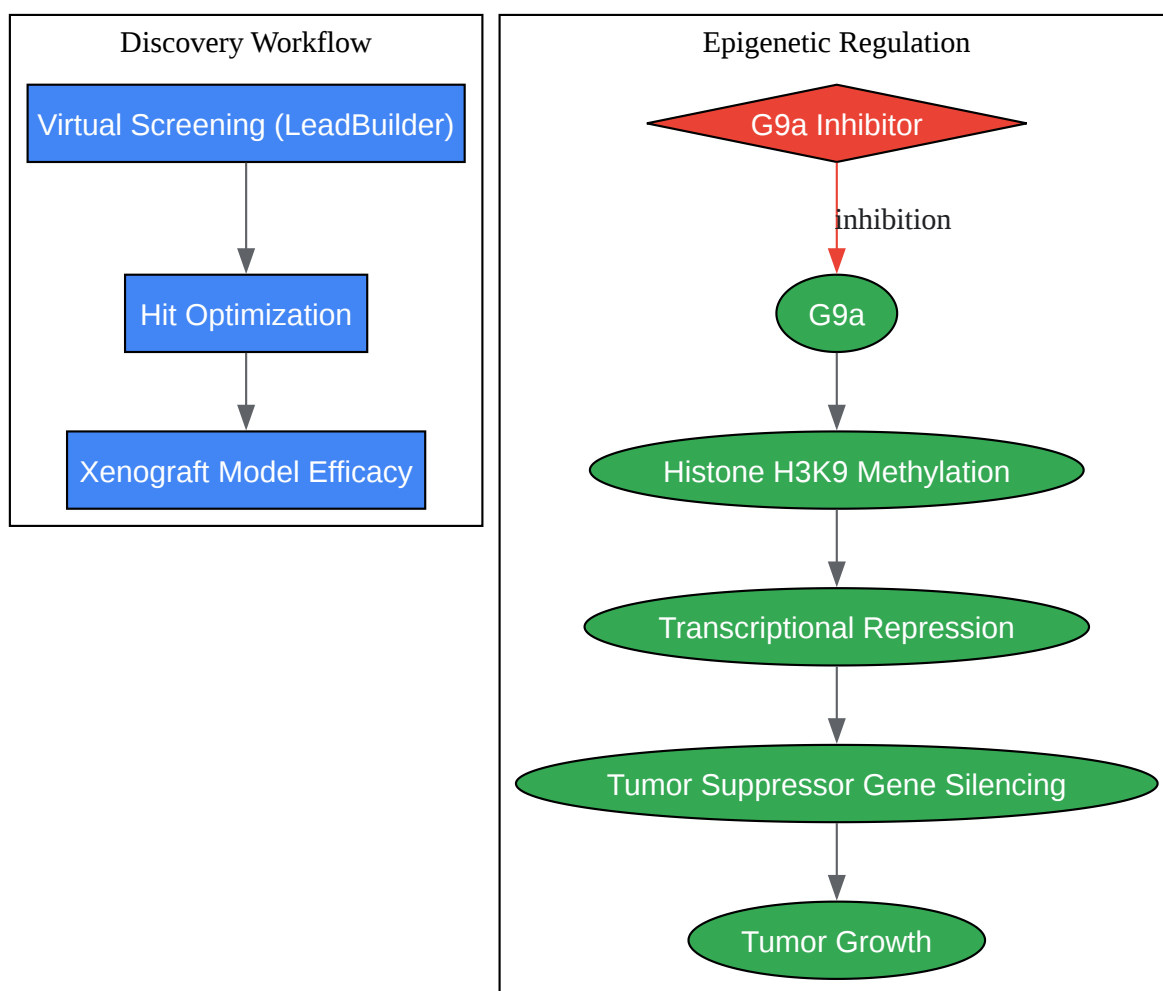 Discovery Workflow
Virtual Screening (LeadBuilder)
Hit Optimization
Xenograft Model Efficacy
Epigenetic Regulation
G9a Inhibitor
inhibition
G9a
Histone H3K9 Methylation
Transcriptional Repression
Tumor Suppressor Gene Silencing
Tumor Growth